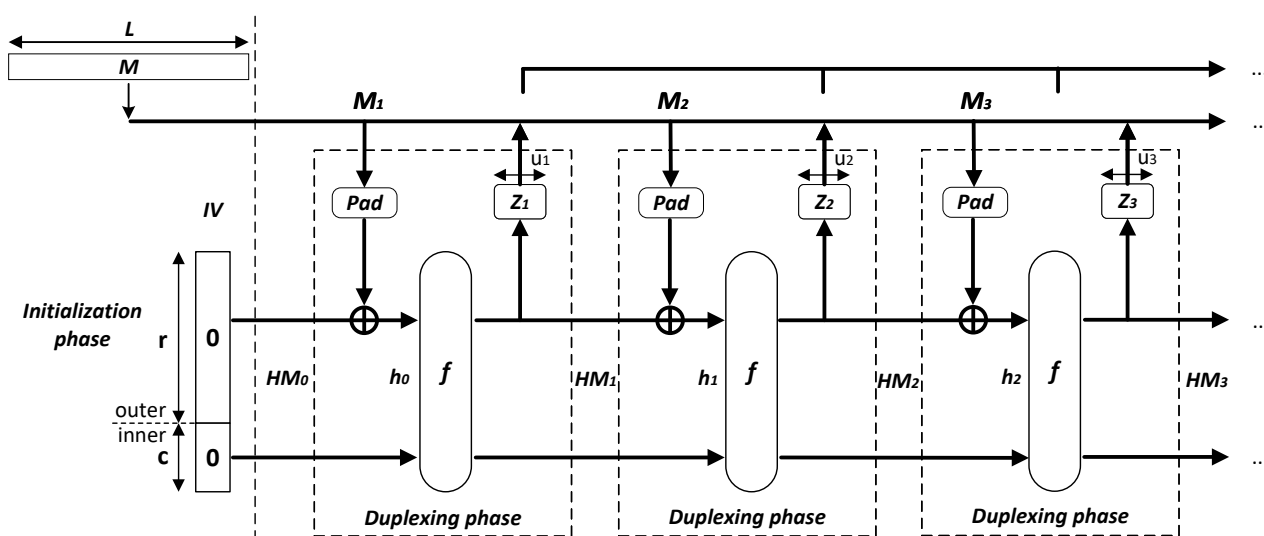 L
M
...
M1 M2 M3
..
u1 u2 u3
Pad Z1 Pad Z2 Pad Z3
IV
Initialization
phase
r
0
..
HM0 h0 f HM1 h1 f HM2 h2 f HM3
outer
inner
c
0
..
Duplexing phase Duplexing phase Duplexing phase